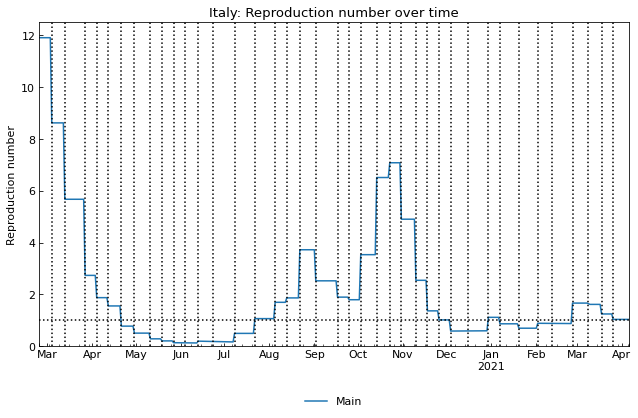 Italy: Reproduction number over time
Reproduction number
12
10
8
6
4
2
0
Mar Apr May Jun Jul Aug Sep Oct Nov Dec Jan Feb Mar Apr
2021
Main